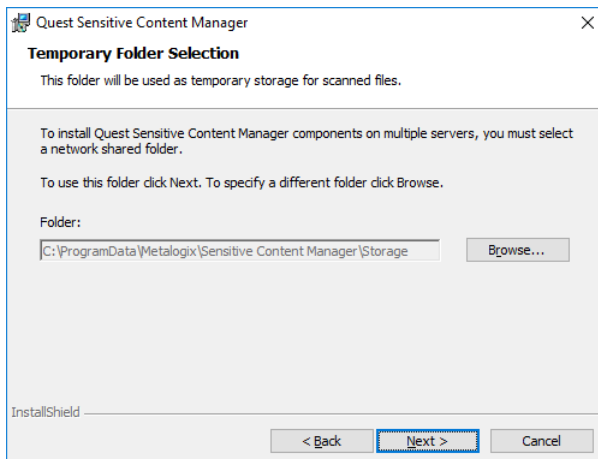 Quest Sensitive Content Manager
Temporary Folder Selection
This folder will be used as temporary storage for scanned files.
To install Quest Sensitive Content Manager components on multiple servers, you must select
a network shared folder.
To use this folder click Next. To specify a different folder click Browse.
Folder:
C:\ProgramData\Metalogix\Sensitive Content Manager\Storage
Browse...
InstallShield
< Back
Next >
Cancel